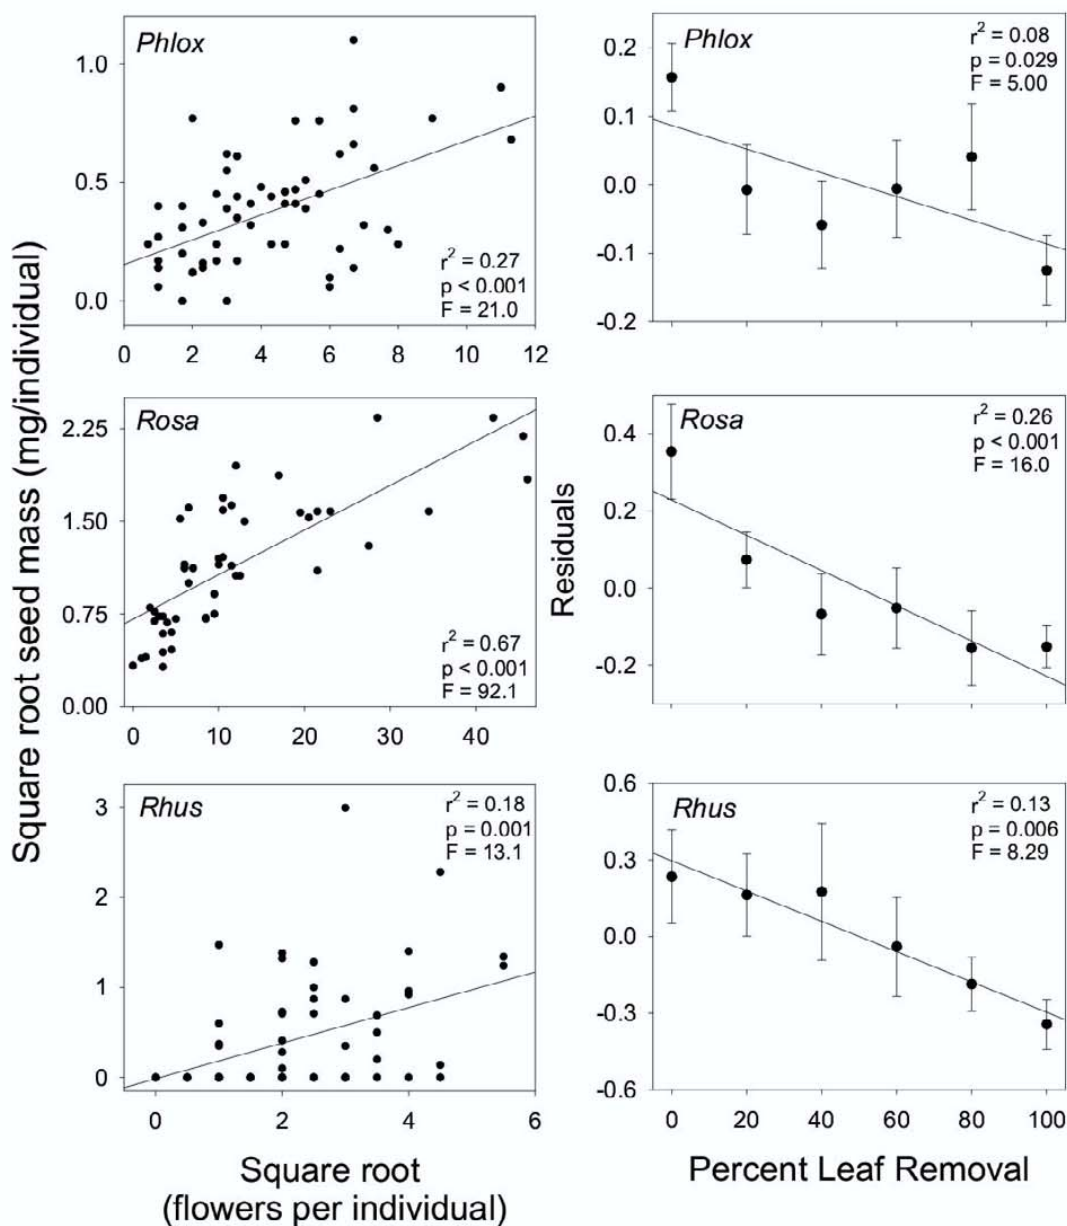 Phlox
r² = 0.27
p < 0.001
F = 21.0
1.0
0.5
0.0
0 2 4 6 8 10 12
Phlox
r² = 0.08
p = 0.029
F = 5.00
0.2
0.1
0.0
-0.1
-0.2
Rosa
r² = 0.67
p < 0.001
F = 92.1
2.25
1.50
0.75
0.00
0 10 20 30 40
Rosa
r² = 0.26
p < 0.001
F = 16.0
0.4
0.2
0.0
-0.2
Rhus
r² = 0.18
p = 0.001
F = 13.1
3
2
1
0
0 2 4 6
Rhus
r² = 0.13
p = 0.006
F = 8.29
0.6
0.3
0.0
-0.3
-0.6
0 20 40 60 80 100
Square root seed mass (mg/individual)
Residuals
Square root
(flowers per individual)
Percent Leaf Removal